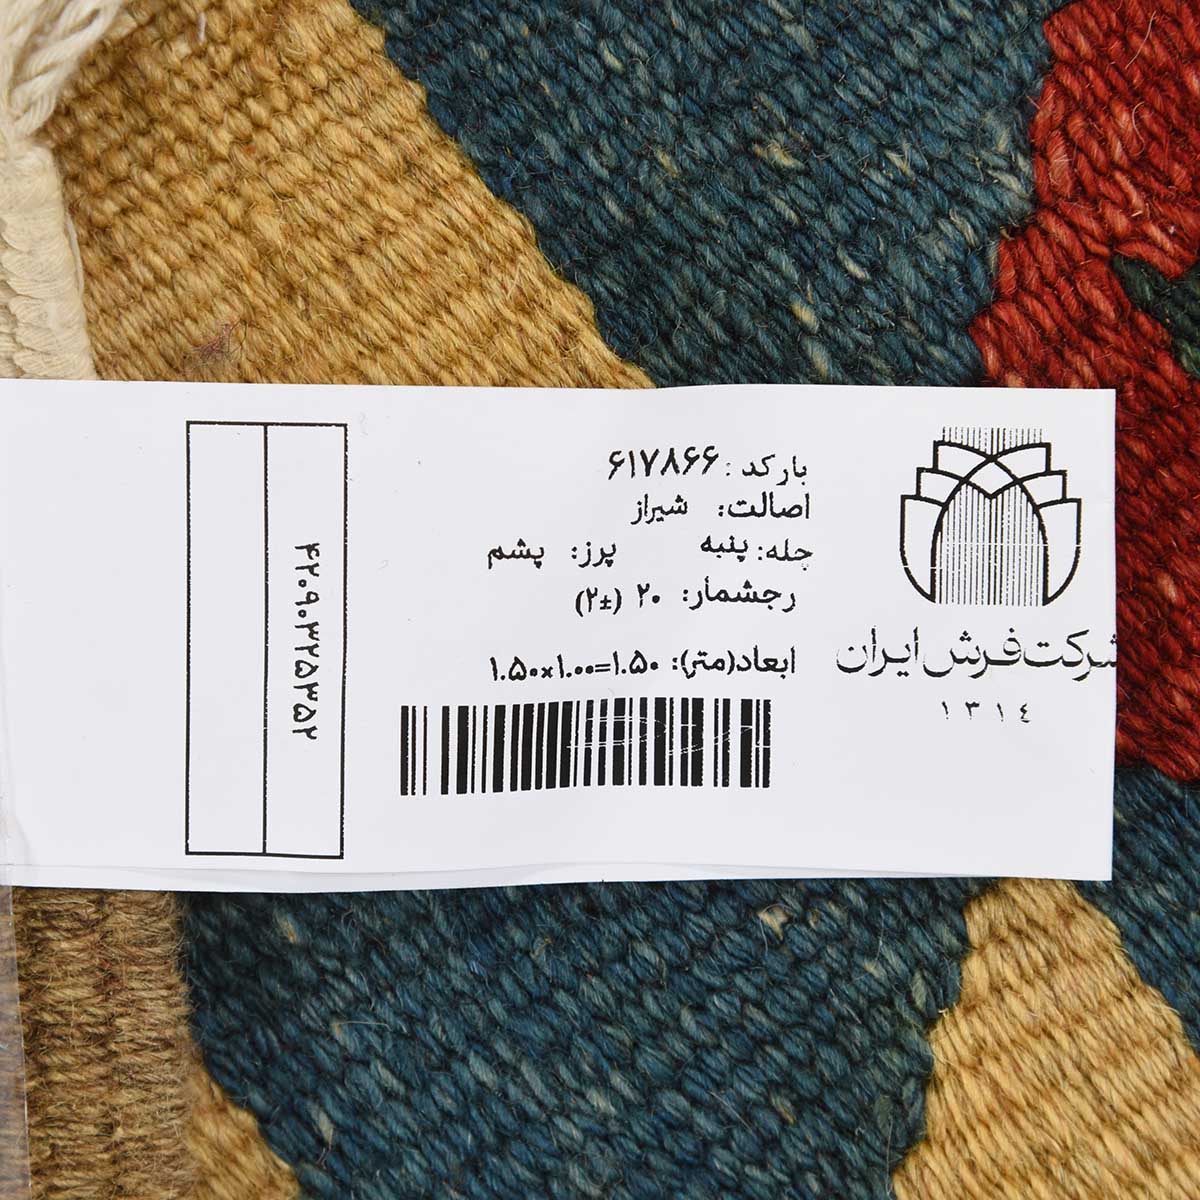 بارکد : ۶۱۷۸۶۶
اصالت: شیراز
چله: پنبه پرز: پشم
رجشمار: ۲۰ (±۲)
ابعاد(متر): ۱.۵۰=۱.۰۰×۱.۵۰
شرکت فرش ایران
۱۳۱۴
۴۲۰۹۰۳۲۲۵۳۵۲